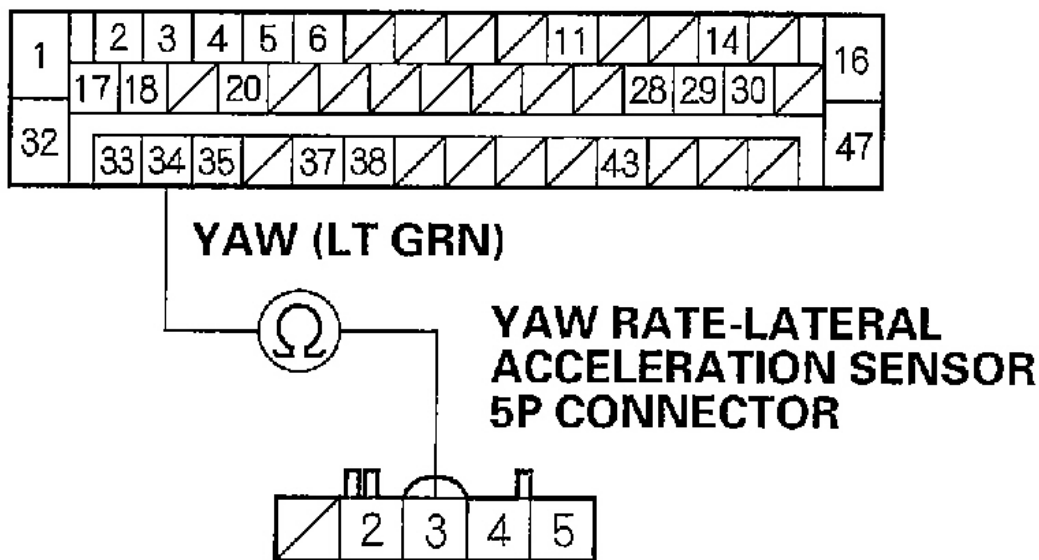 1 2 3 4 5 6 11 14 16
17 18 20 28 29 30
32 33 34 35 37 38 43 47
YAW (LT GRN)
Ω
YAW RATE-LATERAL
ACCELERATION SENSOR
5P CONNECTOR
2 3 4 5